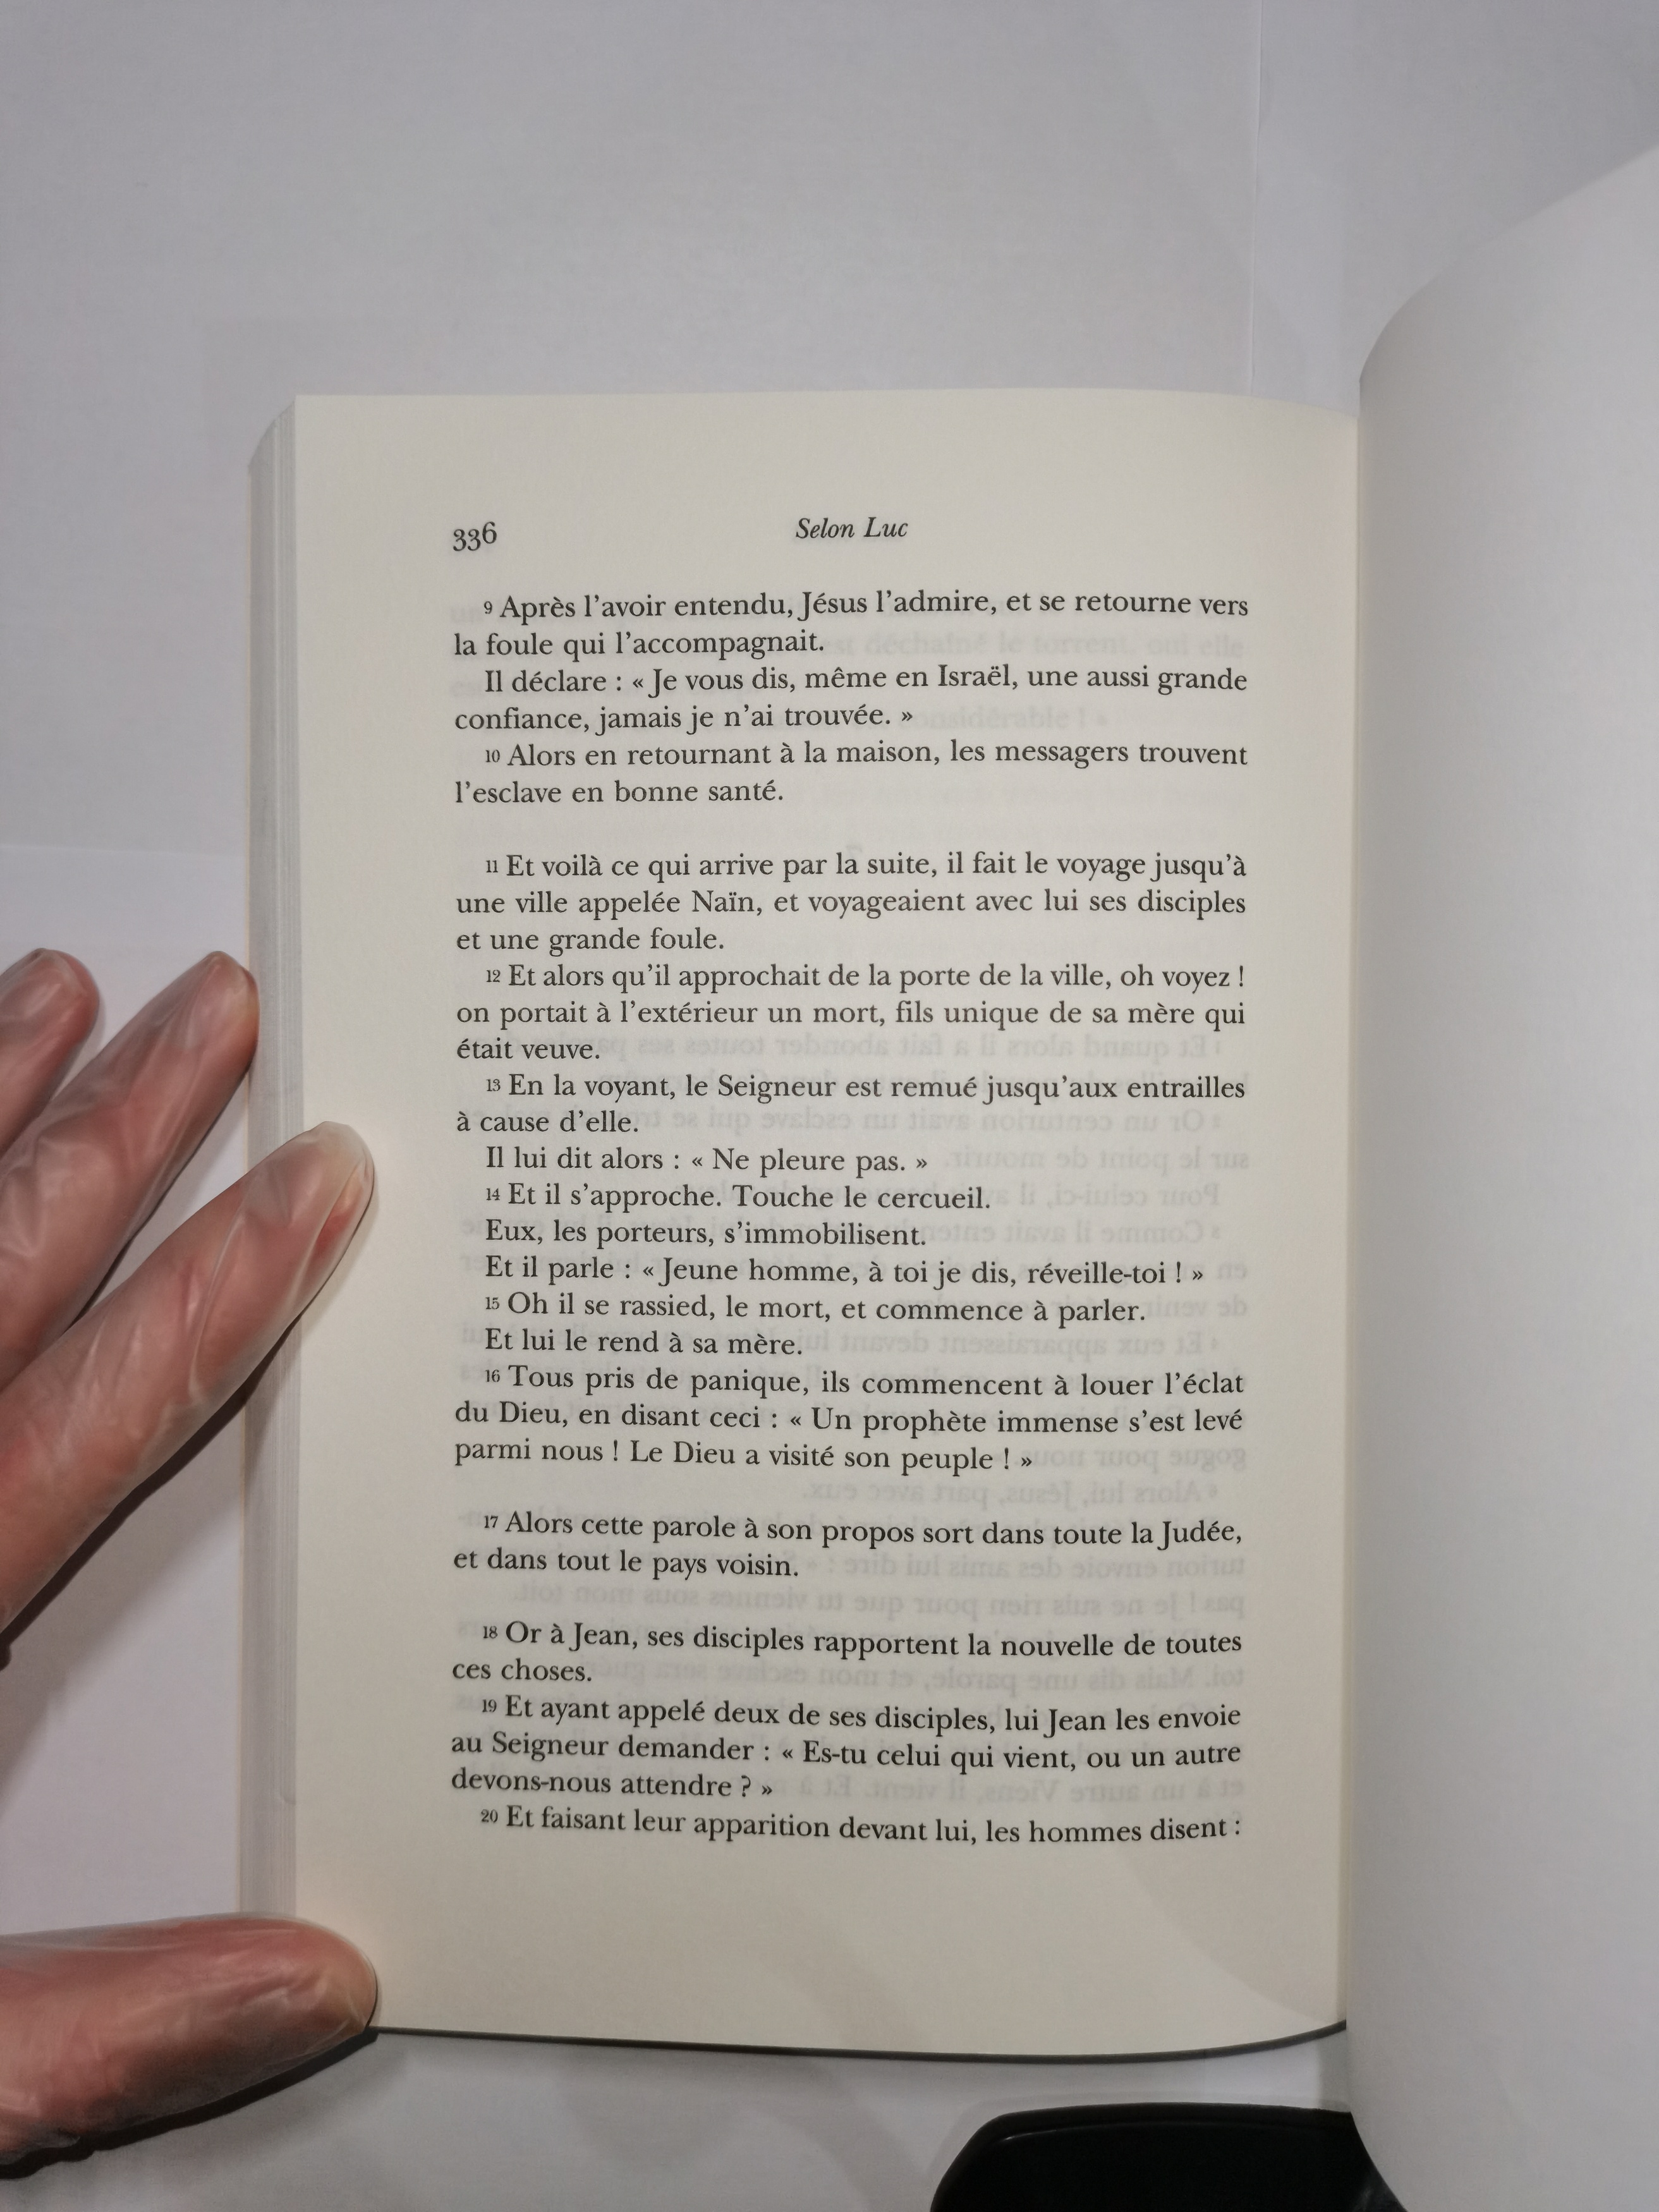 336
Selon Luc
9 Après l’avoir entendu, Jésus l’admire, et se retourne vers
la foule qui l’accompagnait.
Il déclare : « Je vous dis, même en Israël, une aussi grande
confiance, jamais je n’ai trouvée. »
10 Alors en retournant à la maison, les messagers trouvent
l’esclave en bonne santé.
11 Et voilà ce qui arrive par la suite, il fait le voyage jusqu’à
une ville appelée Naïn, et voyageaient avec lui ses disciples
et une grande foule.
12 Et alors qu’il approchait de la porte de la ville, oh voyez !
on portait à l’extérieur un mort, fils unique de sa mère qui
était veuve.
13 En la voyant, le Seigneur est remué jusqu’aux entrailles
à cause d’elle.
Il lui dit alors : « Ne pleure pas. »
14 Et il s’approche. Touche le cercueil.
Eux, les porteurs, s’immobilisent.
Et il parle : « Jeune homme, à toi je dis, réveille-toi ! »
15 Oh il se rassied, le mort, et commence à parler.
Et lui le rend à sa mère.
16 Tous pris de panique, ils commencent à louer l’éclat
du Dieu, en disant ceci : « Un prophète immense s’est levé
parmi nous ! Le Dieu a visité son peuple ! »
17 Alors cette parole à son propos sort dans toute la Judée,
et dans tout le pays voisin.
18 Or à Jean, ses disciples rapportent la nouvelle de toutes
ces choses.
19 Et ayant appelé deux de ses disciples, lui Jean les envoie
au Seigneur demander : « Es-tu celui qui vient, ou un autre
devons-nous attendre ? »
20 Et faisant leur apparition devant lui, les hommes disent :